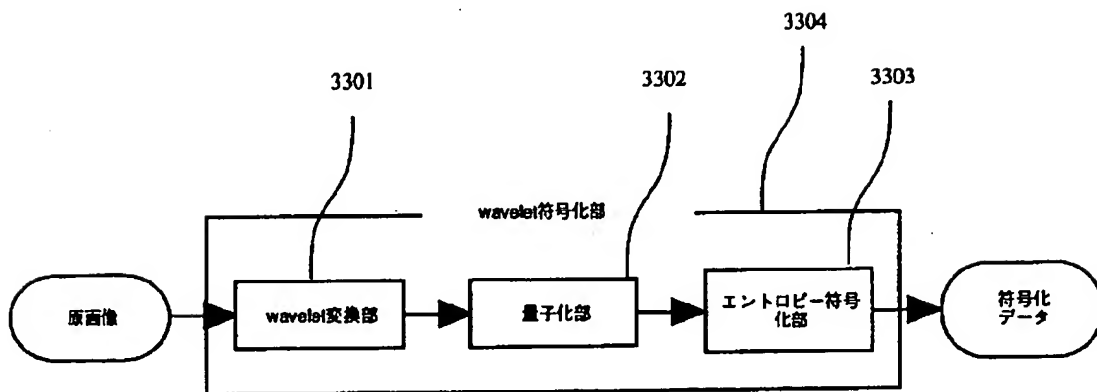 3304
3301
3302
3303
wavelet符号化部
原画像
wavelet変換部
量子化部
エントロピー符号
化部
符号化
データ